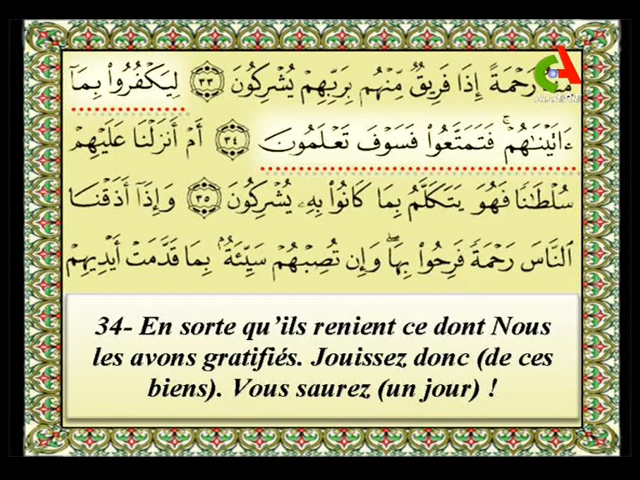 مِّنْهُ رَحْمَةً إِذَا فَرِيقٌ مِّنْهُم بِرَبِّهِمْ يُشْرِكُونَ ٣٣ لِيَكْفُرُوا۟ بِمَآ
ءَاتَيْنَٰهُمْ ۚ فَتَمَتَّعُوا۟ فَسَوْفَ تَعْلَمُونَ ٣٤ أَمْ أَنزَلْنَا عَلَيْهِمْ
سُلْطَٰنًا فَهُوَ يَتَكَلَّمُ بِمَا كَانُوا۟ بِهِۦ يُشْرِكُونَ ٣٥ وَإِذَآ أَذَقْنَا
ٱلنَّاسَ رَحْمَةً فَرِحُوا۟ بِهَا ۖ وَإِن تُصِبْهُمْ سَيِّئَةٌۢ بِمَا قَدَّمَتْ أَيْدِيهِمْ
34- En sorte qu’ils renient ce dont Nous
les avons gratifiés. Jouissez donc (de ces
biens). Vous saurez (un jour) !